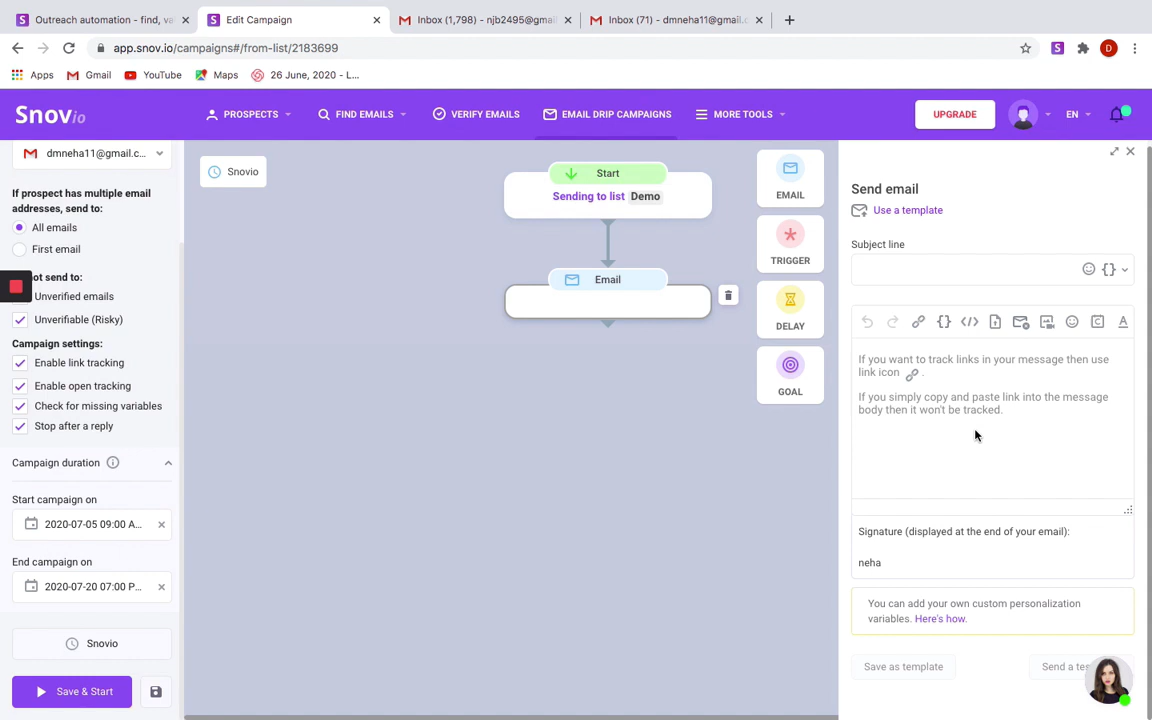 Outreach automation - find, va
Edit Campaign
Inbox (1,798) - njb2495@gmail
Inbox (71) - dmneha11@gmail.c
app.snov.io/campaigns#/from-list/2183699
D
Apps
Gmail
YouTube
Maps
26 June, 2020 - L...
Snovio
PROSPECTS
FIND EMAILS
VERIFY EMAILS
EMAIL DRIP CAMPAIGNS
MORE TOOLS
UPGRADE
EN
dmneha11@gmail.c...
If prospect has multiple email
addresses, send to:
All emails
First email
ot send to:
Unverified emails
Unverifiable (Risky)
Campaign settings:
Enable link tracking
Enable open tracking
Check for missing variables
Stop after a reply
Campaign duration
Start campaign on
2020-07-05 09:00 A...
End campaign on
2020-07-20 07:00 P...
Snovio
Save & Start
Snovio
Start
Sending to list Demo
Email
EMAIL
TRIGGER
DELAY
GOAL
Send email
Use a template
Subject line
If you want to track links in your message then use
link icon .
If you simply copy and paste link into the message
body then it won't be tracked.
Signature (displayed at the end of your email):
neha
You can add your own custom personalization
variables. Here's how.
Save as template
Send a te